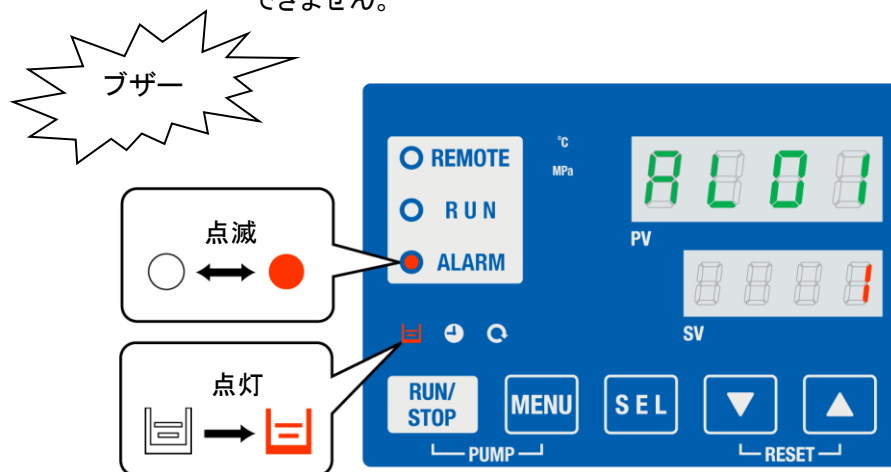 できません。
ブザー
°C
REMOTE
MPa
AL01
RUN
PV
点滅
ALARM
1
SV
点灯
RUN/
STOP
MENU
SEL
PUMP
RESET